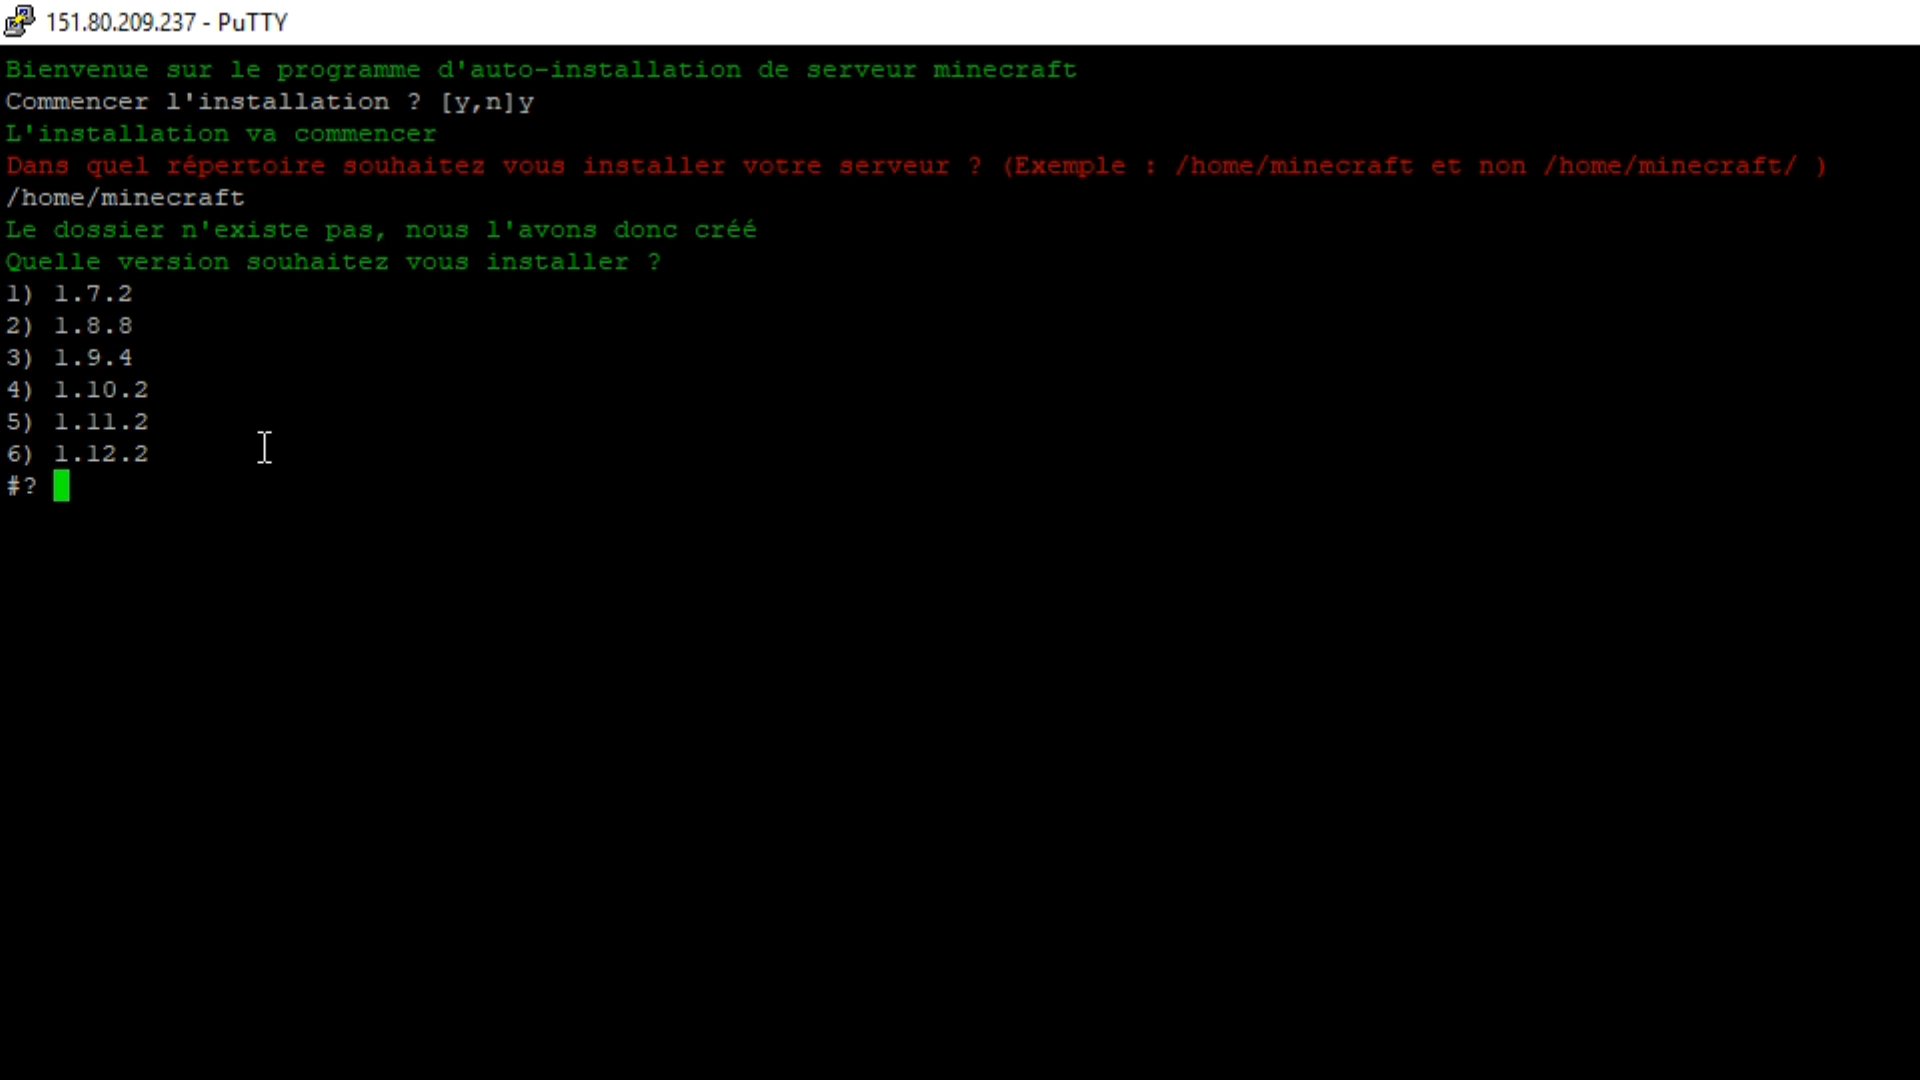 151.80.209.237 - PuTTY
Bienvenue sur le programme d'auto-installation de serveur minecraft
Commencer l'installation ? [y,n]y
L'installation va commencer
Dans quel répertoire souhaitez vous installer votre serveur ? (Exemple : /home/minecraft et non /home/minecraft/ )
/home/minecraft
Le dossier n'existe pas, nous l'avons donc créé
Quelle version souhaitez vous installer ?
1) 1.7.2
2) 1.8.8
3) 1.9.4
4) 1.10.2
5) 1.11.2
6) 1.12.2
#?